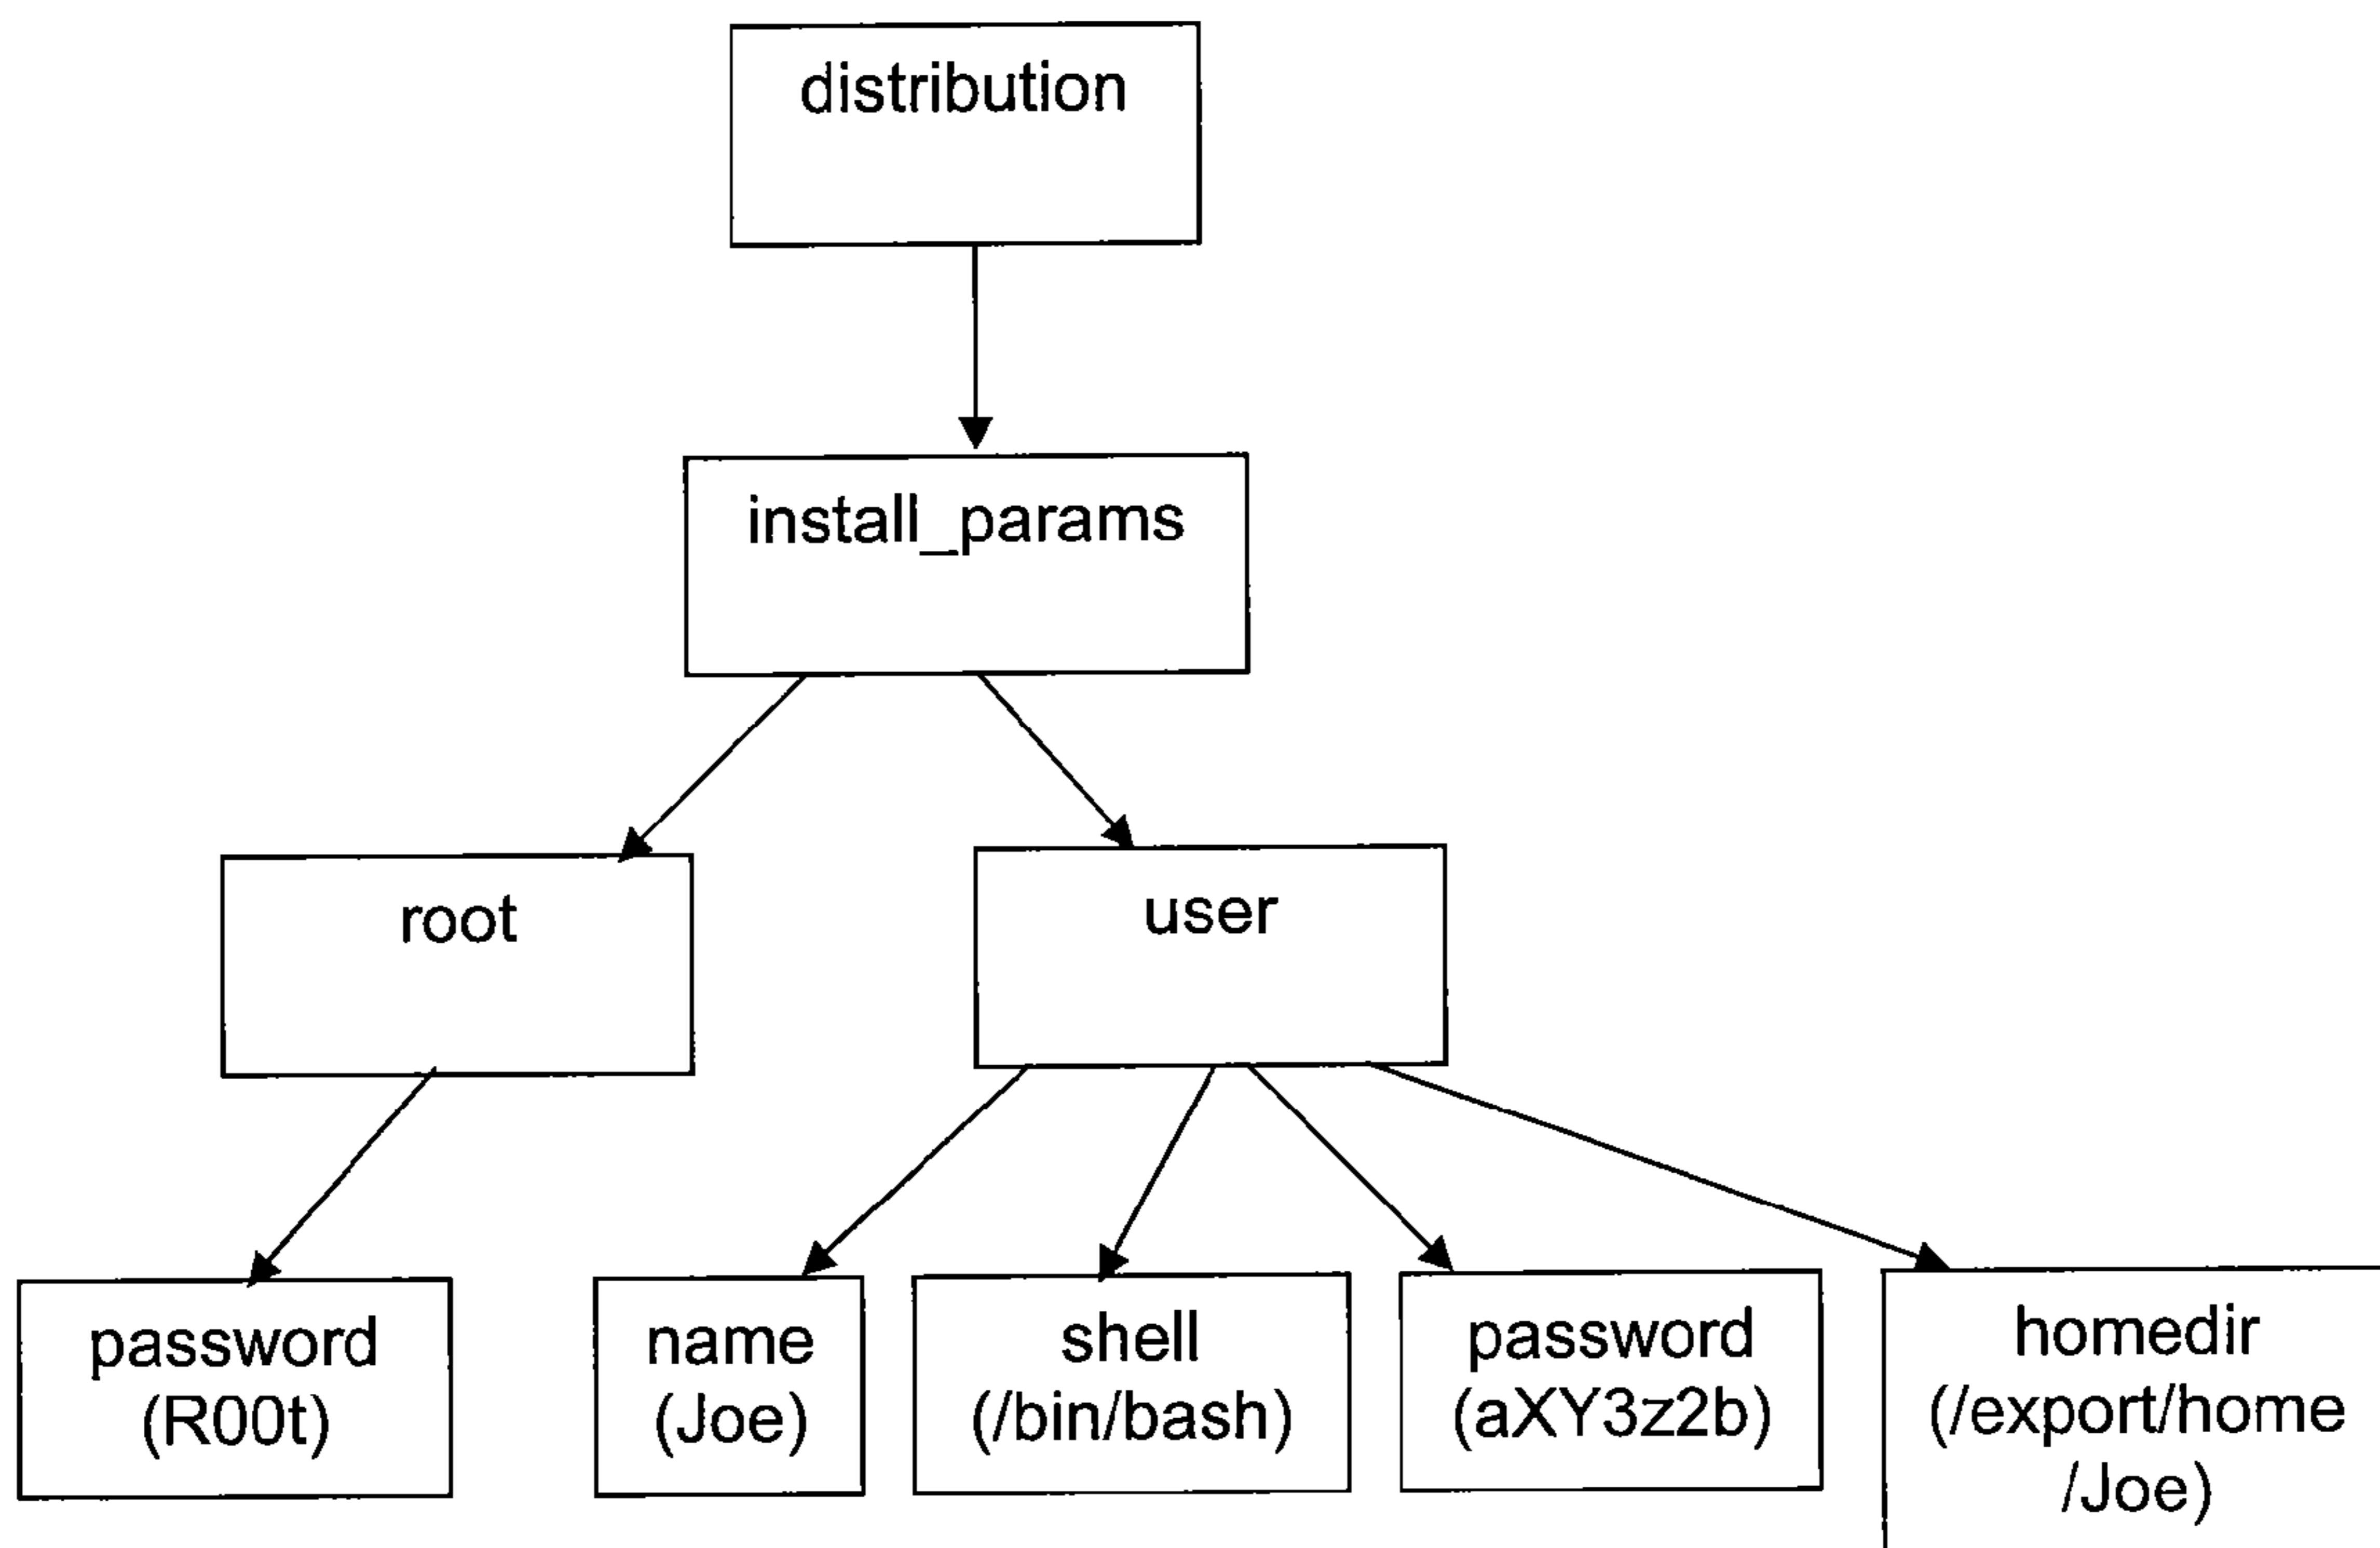 distribution
install_params
root
user
password
(R00t)
name
(Joe)
shell
(/bin/bash)
password
(aXY3z2b)
homedir
(/export/home
/Joe)